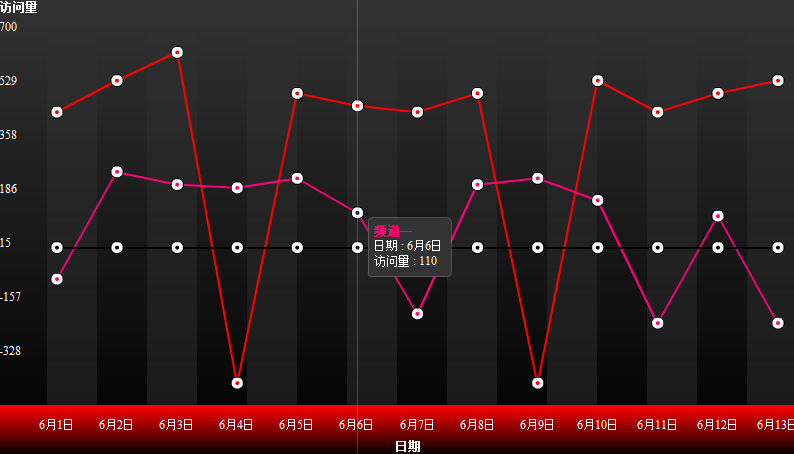 访问量
700
529
358
186
15
-157
-328
频道一
日期 : 6月6日
访问量 : 110
6月1日 6月2日 6月3日 6月4日 6月5日 6月6日 6月7日 6月8日 6月9日 6月10日 6月11日 6月12日 6月13日
日期